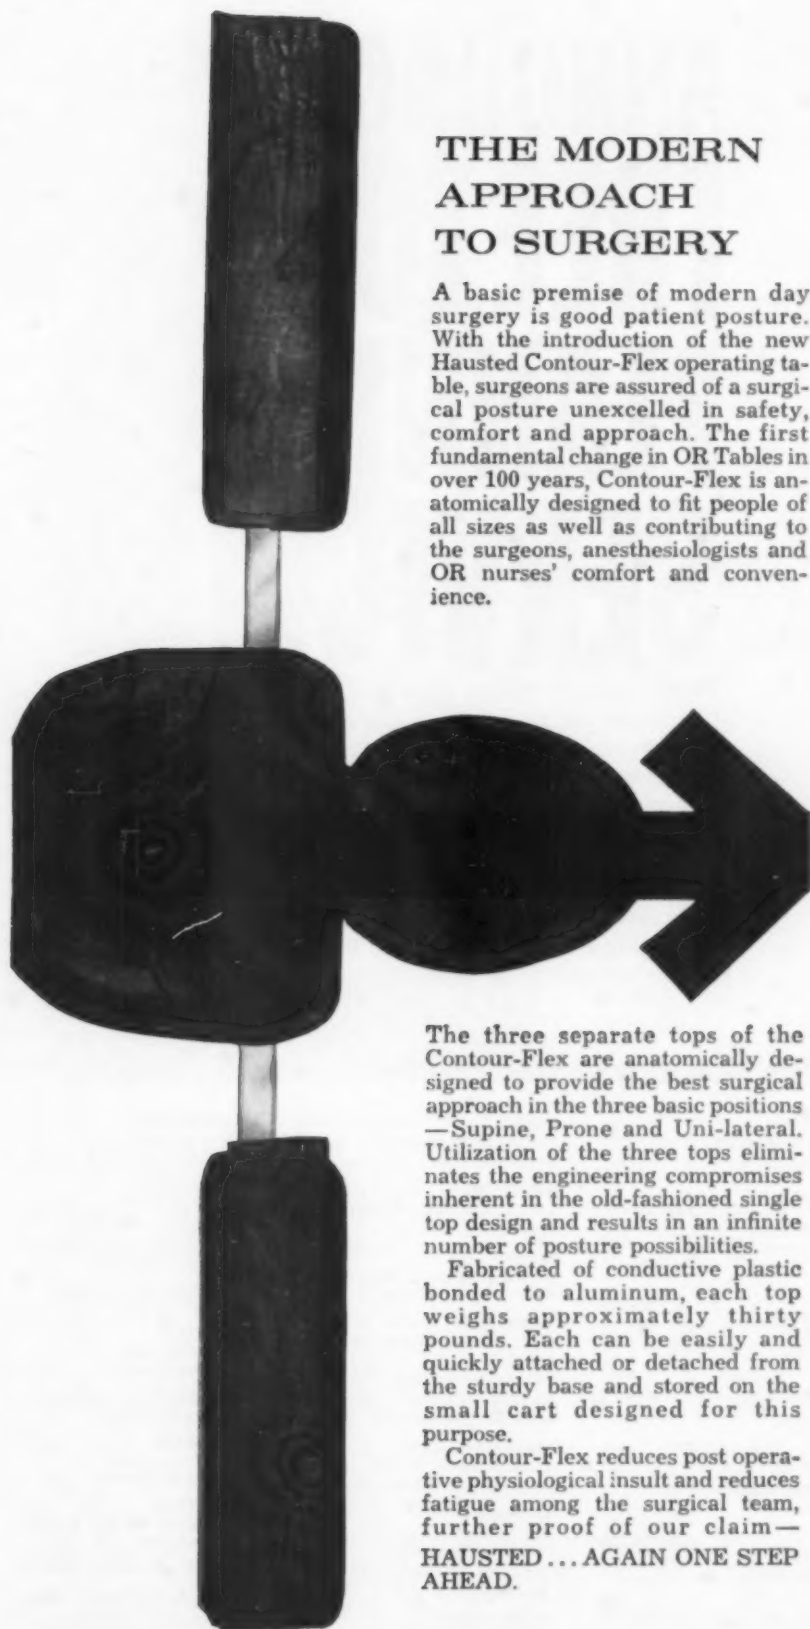 THE MODERN
APPROACH
TO SURGERY
A basic premise of modern day
surgery is good patient posture.
With the introduction of the new
Hausted Contour-Flex operating ta-
ble, surgeons are assured of a surgi-
cal posture unexcelled in safety,
comfort and approach. The first
fundamental change in OR Tables in
over 100 years, Contour-Flex is an-
atomically designed to fit people of
all sizes as well as contributing to
the surgeons, anesthesiologists and
OR nurses' comfort and conven-
ience.
The three separate tops of the
Contour-Flex are anatomically de-
signed to provide the best surgical
approach in the three basic positions
—Supine, Prone and Uni-lateral.
Utilization of the three tops elimi-
nates the engineering compromises
inherent in the old-fashioned single
top design and results in an infinite
number of posture possibilities.
Fabricated of conductive plastic
bonded to aluminum, each top
weighs approximately thirty
pounds. Each can be easily and
quickly attached or detached from
the sturdy base and stored on the
small cart designed for this
purpose.
Contour-Flex reduces post opera-
tive physiological insult and reduces
fatigue among the surgical team,
further proof of our claim—
HAUSTED...AGAIN ONE STEP
AHEAD.